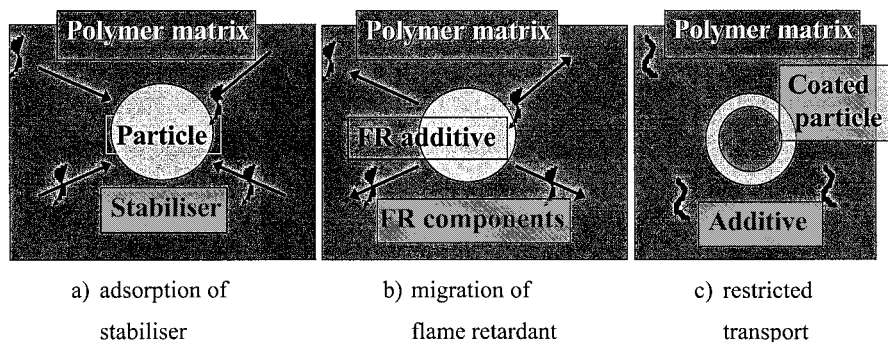 Polymer matrix
Particle
Stabiliser
a) adsorption of
stabiliser
Polymer matrix
FR additive
FR components
b) migration of
flame retardant
Polymer matrix
Coated
particle
Additive
c) restricted
transport